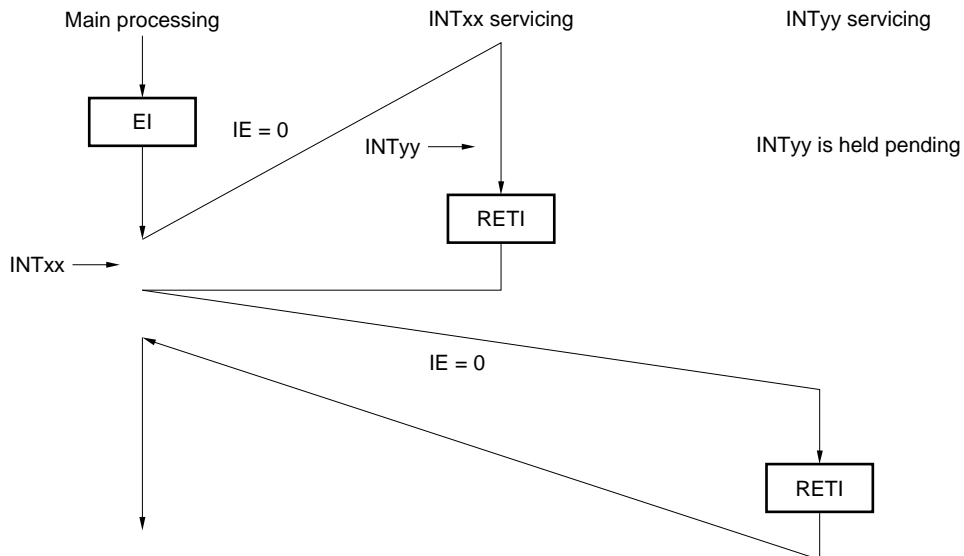 Main processing
INTxx servicing
INTyy servicing
EI
IE = 0
INTyy
INTyy is held pending
RETI
INTxx
IE = 0
RETI